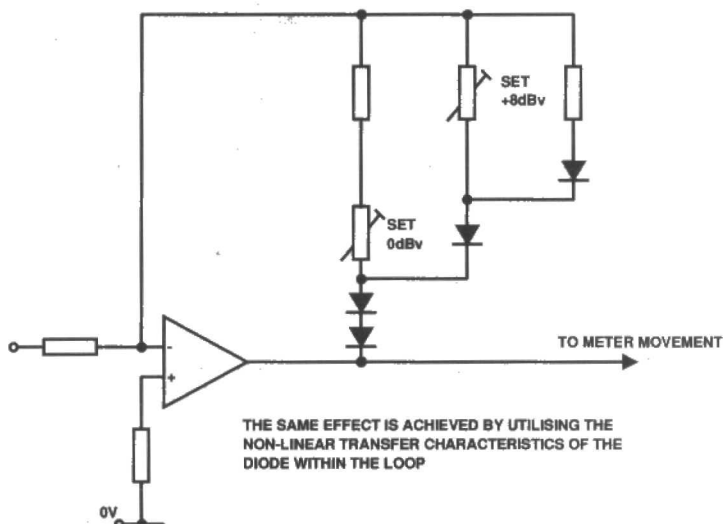 SET
+8dBv
SET
0dBv
-
+
TO METER MOVEMENT
THE SAME EFFECT IS ACHIEVED BY UTILISING THE
NON-LINEAR TRANSFER CHARACTERISTICS OF THE
DIODE WITHIN THE LOOP
0V